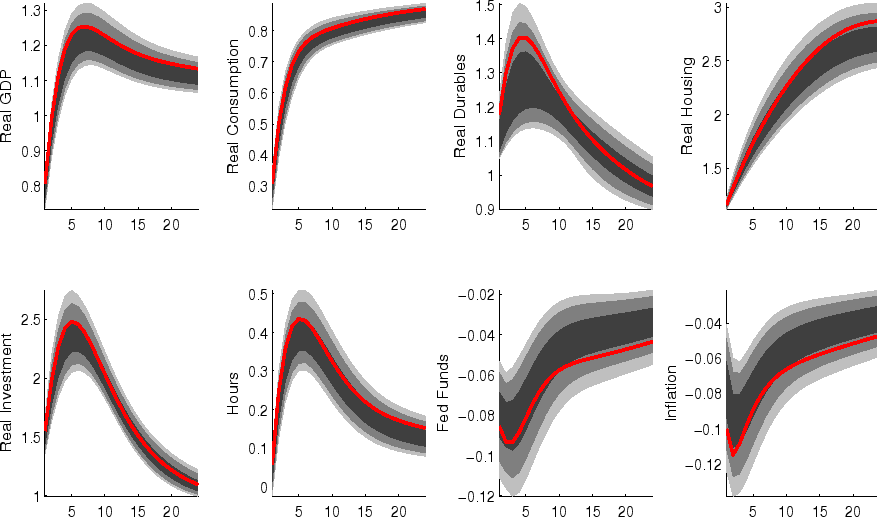 Real GDP
1.3
1.2
1.1
1
0.9
0.8
5 10 15 20
Real Consumption
0.8
0.7
0.6
0.5
0.4
0.3
5 10 15 20
Real Durables
1.5
1.4
1.3
1.2
1.1
1
0.9
5 10 15 20
Real Housing
3
2.5
2
1.5
5 10 15 20
Real Investment
2.5
2
1.5
1
5 10 15 20
Hours
0.5
0.4
0.3
0.2
0.1
0
5 10 15 20
Fed Funds
−0.02
−0.04
−0.06
−0.08
−0.1
−0.12
5 10 15 20
Inflation
−0.04
−0.06
−0.08
−0.1
−0.12
5 10 15 20